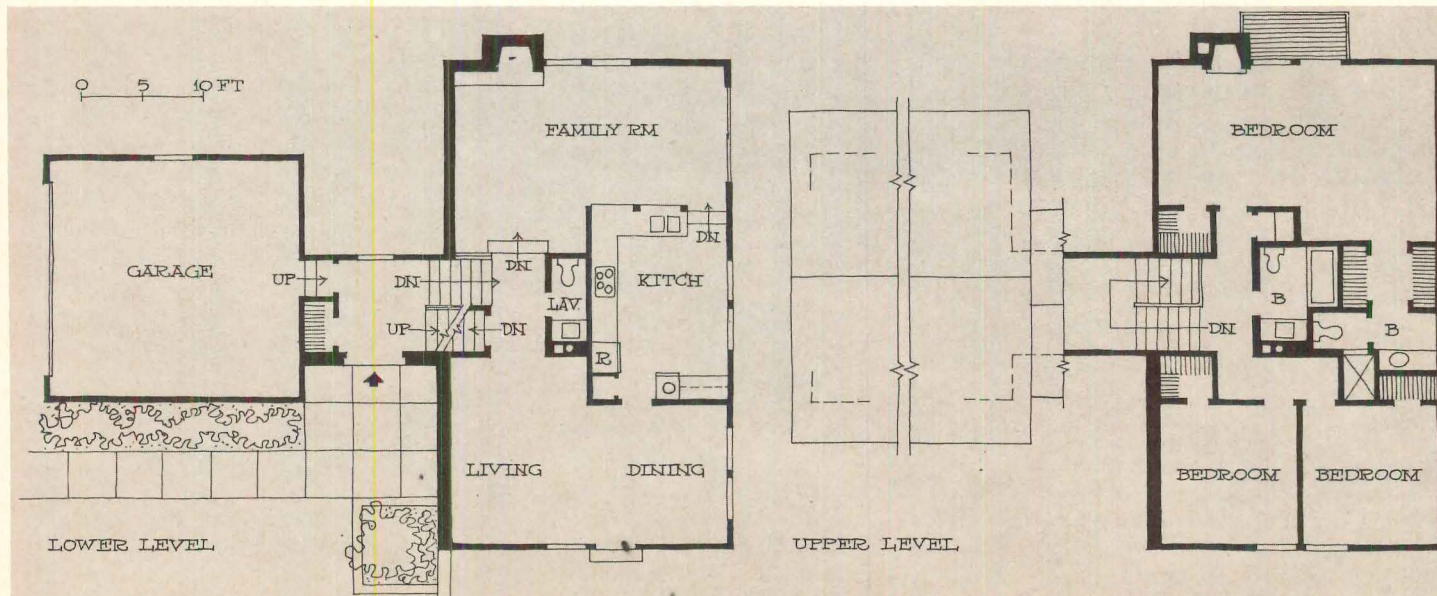 0 5 10 FT
GARAGE
UP
DN
UP
DN
DN
LAV.
FAMILY RM
DN
KITCH
R
LIVING
DINING
LOWER LEVEL
BEDROOM
DN
B
B
BEDROOM
BEDROOM
UPPER LEVEL